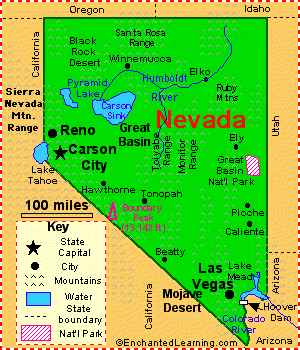 Oregon
Idaho
California
Black
Rock
Desert
Santa Rosa
Range
Winnemucca
Pyramid
Lake
Humboldt
River
Elko
Ruby
Mtns.
Carson
Sink
Sierra
Nevada
Mtn.
Range
Nevada
Utah
Reno
Great
Basin
Carson
City
Toiyabe
Range
Monitor
Range
Ely
Great
Basin
Nat'l Park
Lake
Tahoe
Hawthorne
Tonopah
100 miles
Boundary
Peak
13,143 ft
Pioche
Caliente
Key
State
Capital
City
Mountains
Water
State
boundary
Nat'l Park
Beatty
Las
Vegas
Lake
Mead
Arizona
Mojave
Desert
California
Hoover
Dam
Colorado
River
Arizona
©EnchantedLearning.com